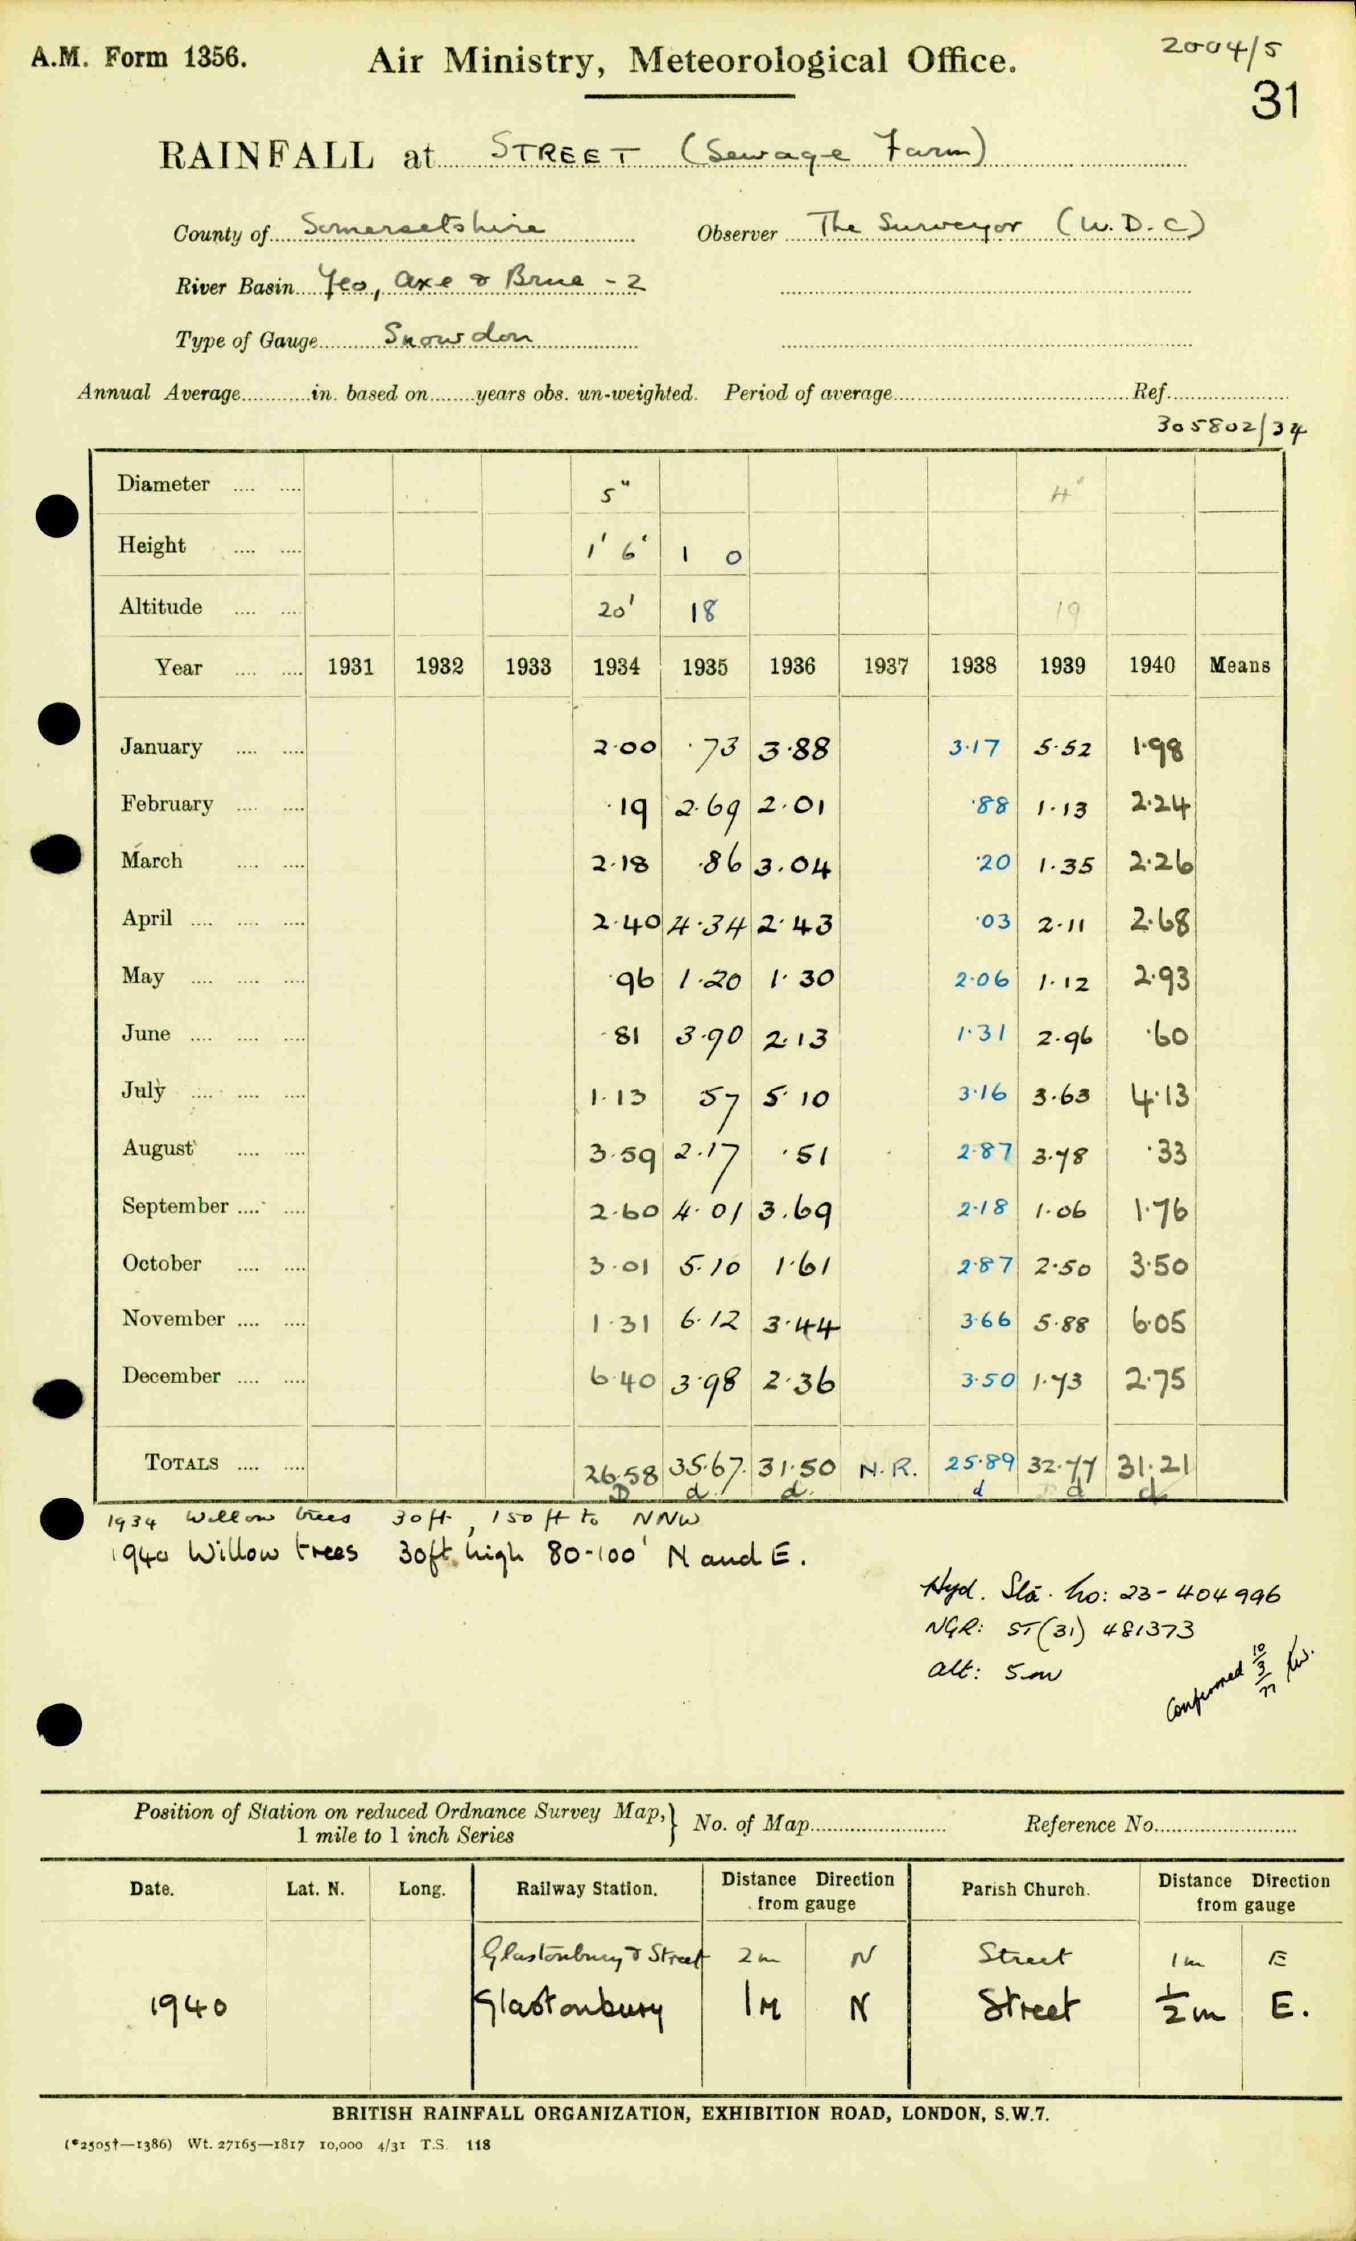 A.M. Form 1356. Air Ministry, Meteorological Office. 2004/5
31
RAINFALL at STREET (Sewage Farm)
County of Somersetshire Observer The Surveyor (W.D.C)
River Basin Yeo, Axe & Brue - 2
Type of Gauge Snowdon
Annual Average in. based on years obs. un-weighted. Period of average Ref.
305802/34
Diameter 5" 4"
Height 1' 6" 1 0
Altitude 20' 18 19
Year 1931 1932 1933 1934 1935 1936 1937 1938 1939 1940 Means
January 2.00 .73 3.88 3.17 5.52 1.98
February .19 2.69 2.01 .88 1.13 2.24
March 2.18 .86 3.04 .20 1.35 2.26
April 2.40 4.34 2.43 .03 2.11 2.68
May .96 1.20 1.30 2.06 1.12 2.93
June .81 3.90 2.13 1.31 2.96 .60
July 1.13 57 5.10 3.16 3.63 4.13
August 3.59 2.17 .51 2.87 3.78 .33
September 2.60 4.01 3.69 2.18 1.06 1.76
October 3.01 5.10 1.61 2.87 2.50 3.50
November 1.31 6.12 3.44 3.66 5.88 6.05
December 6.40 3.98 2.36 3.50 1.73 2.75
TOTALS 26.58 35.67 31.50 N.R. 25.89 32.77 31.21
D d. d. d d d
1934 Willow trees 30ft, 150 ft to NNW
1940 Willow trees 30ft high 80-100' N and E.
Hyd. Sta. No: 23-404996
NGR: ST(31) 481373
Alt: 5m
Confirmed 10/3/77
Position of Station on reduced Ordnance Survey Map, } No. of Map Reference No.
1 mile to 1 inch Series
Date. Lat. N. Long. Railway Station. Distance Direction from gauge Parish Church. Distance Direction from gauge
Glastonbury & Street 2m N Street 1m E
1940 Glastonbury 1M N Street ½m E.
BRITISH RAINFALL ORGANIZATION, EXHIBITION ROAD, LONDON, S.W.7.
(*2505†—1386) Wt. 27165—1817 10,000 4/31 T.S. 118